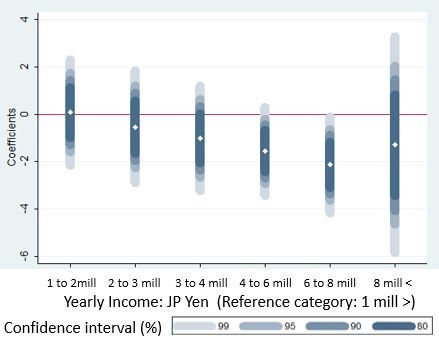 4
2
0
-2
-4
-6
Coefficients
1 to 2mill 2 to 3 mill 3 to 4 mill 4 to 6 mill 6 to 8 mill 8 mill <
Yearly Income: JP Yen (Reference category: 1 mill >)
Confidence interval (%) 99 95 90 80